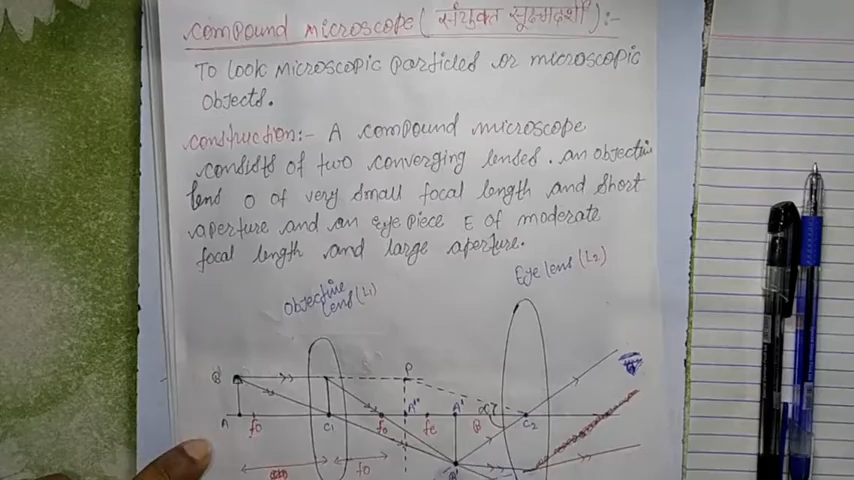 compound microscope (संयुक्त सूक्ष्मदर्शी) :-
To look microscopic particles or microscopic
objects.
construction:- A compound microscope
consists of two converging lenses. an objective
lens O of very small focal length and short
aperture and an Eye piece E of moderate
focal length and large aperture.
objective
lens (L1)
Eye lens (L2)
B
P
A
fo
C1
fo
A"
fe
A'
B
α
C2
fo
B'